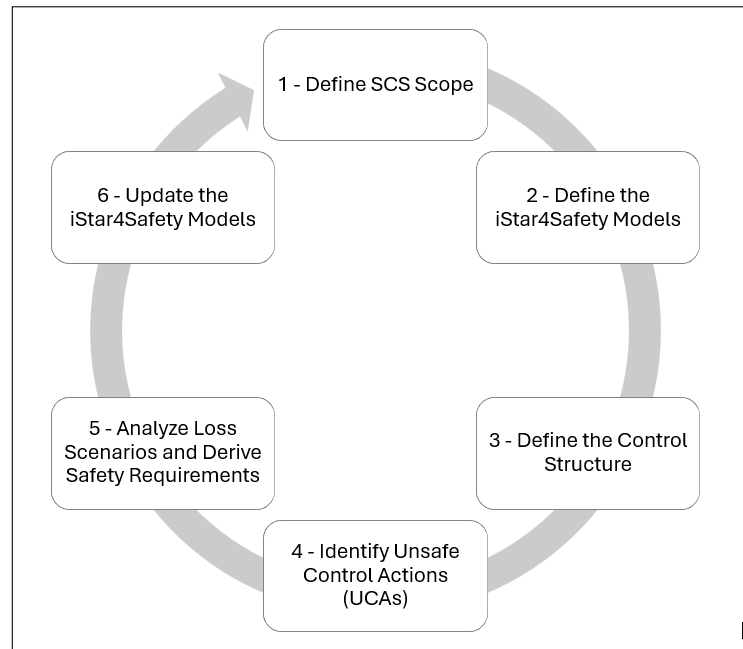 1 - Define SCS Scope
2 - Define the
iStar4Safety Models
3 - Define the Control
Structure
4 - Identify Unsafe
Control Actions
(UCAs)
5 - Analyze Loss
Scenarios and Derive
Safety Requirements
6 - Update the
iStar4Safety Models